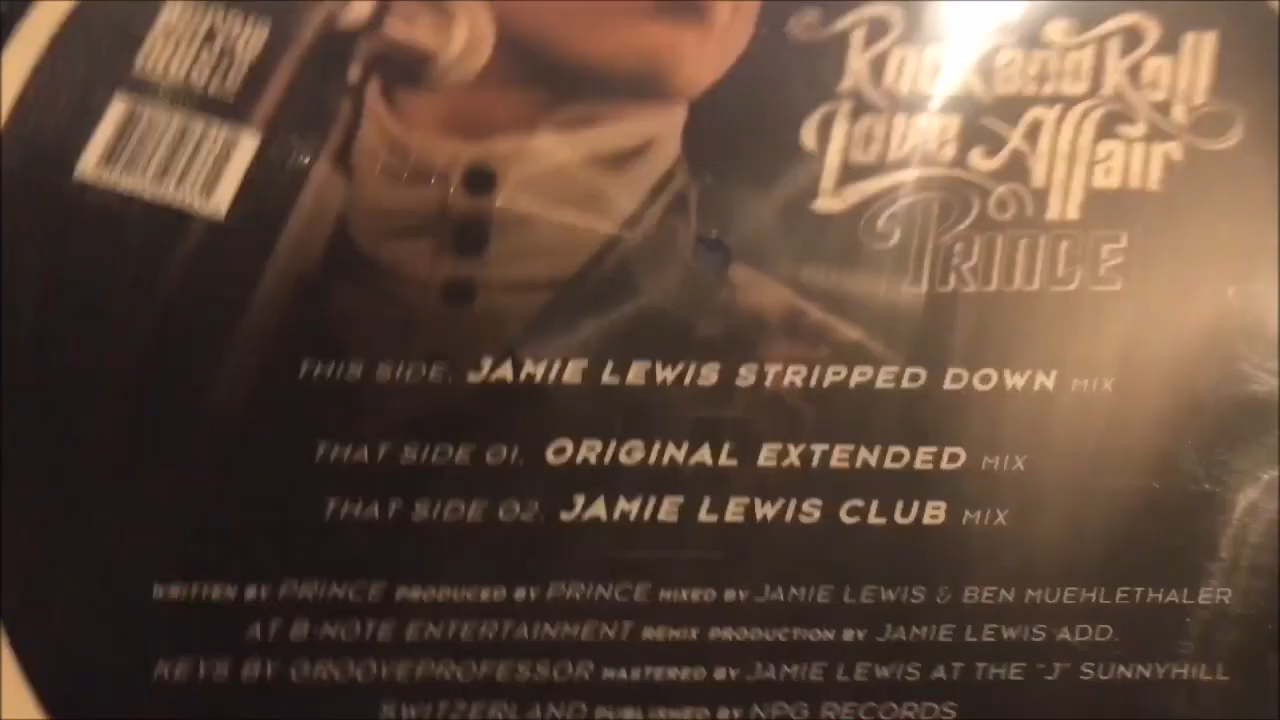 Rock and Roll
Love Affair
PRINCE
THIS SIDE. JAMIE LEWIS STRIPPED DOWN MIX
THAT SIDE 01. ORIGINAL EXTENDED MIX
THAT SIDE 02. JAMIE LEWIS CLUB MIX
WRITTEN BY PRINCE PRODUCED BY PRINCE MIXED BY JAMIE LEWIS & BEN MUEHLETHALER
AT B-NOTE ENTERTAINMENT REMIX PRODUCTION BY JAMIE LEWIS ADD.
KEYS BY GROOVEPROFESSOR MASTERED BY JAMIE LEWIS AT THE "J" SUNNYHILL
SWITZERLAND PUBLISHED BY NPG RECORDS